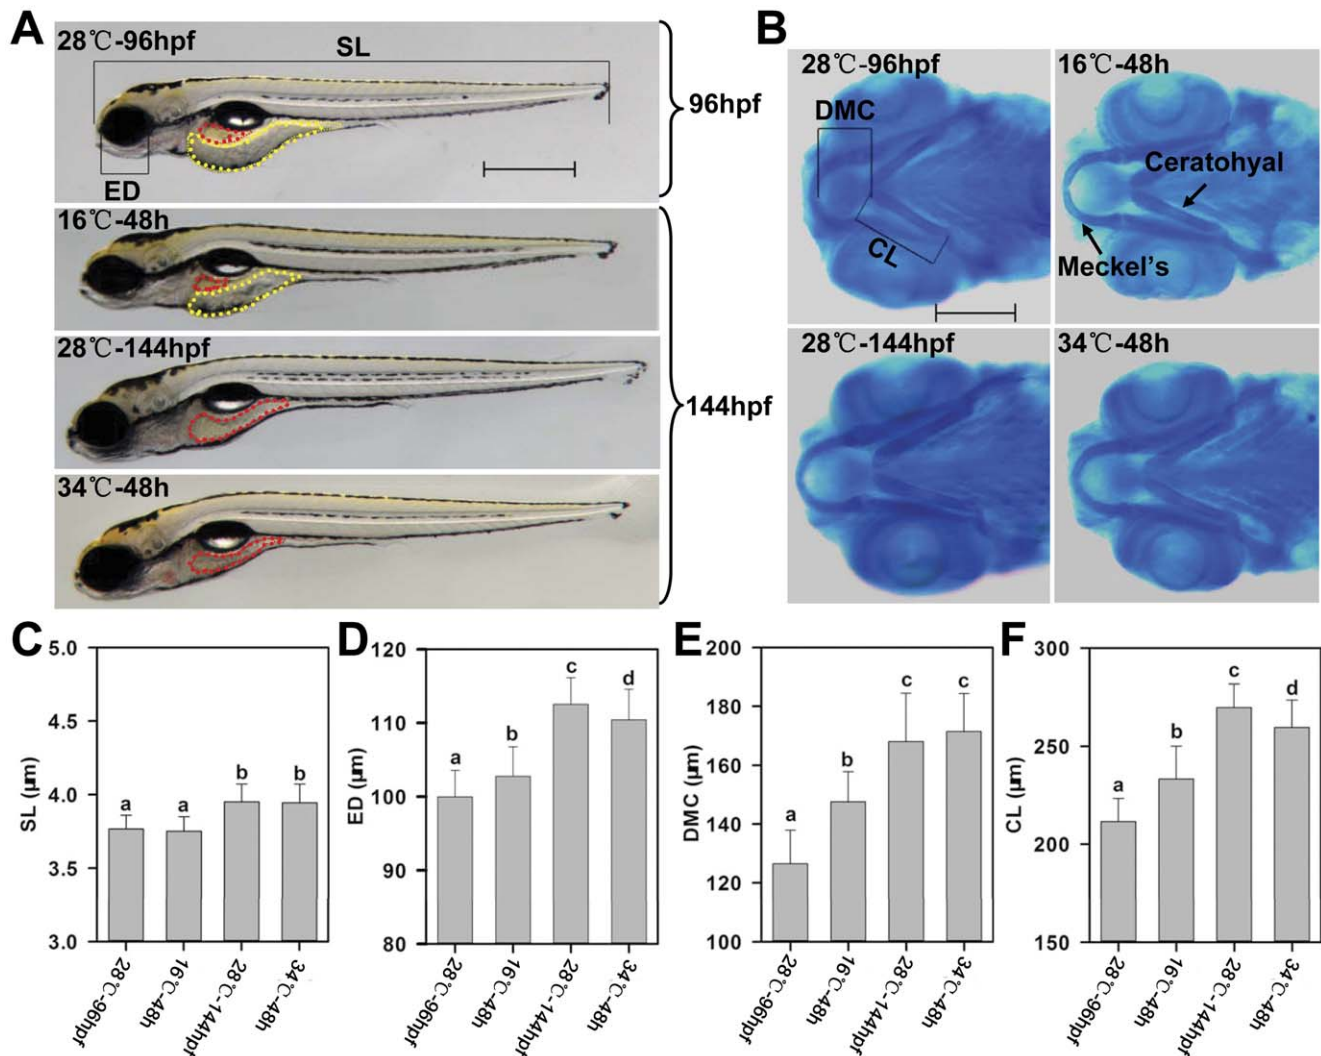 A
28℃-96hpf
SL
ED
96hpf
16℃-48h
28℃-144hpf
34℃-48h
144hpf
B
28℃-96hpf
DMC
CL
16℃-48h
Ceratohyal
Meckel's
28℃-144hpf
34℃-48h
C
SL (µm)
5.0
4.5
4.0
3.5
3.0
a
a
b
b
28℃-96hpf
16℃-48h
28℃-144hpf
34℃-48h
D
ED (µm)
120
110
100
90
80
a
b
c
d
28℃-96hpf
16℃-48h
28℃-144hpf
34℃-48h
E
DMC (µm)
200
180
160
140
120
100
a
b
c
c
28℃-96hpf
16℃-48h
28℃-144hpf
34℃-48h
F
CL (µm)
300
250
200
150
a
b
c
d
28℃-96hpf
16℃-48h
28℃-144hpf
34℃-48h